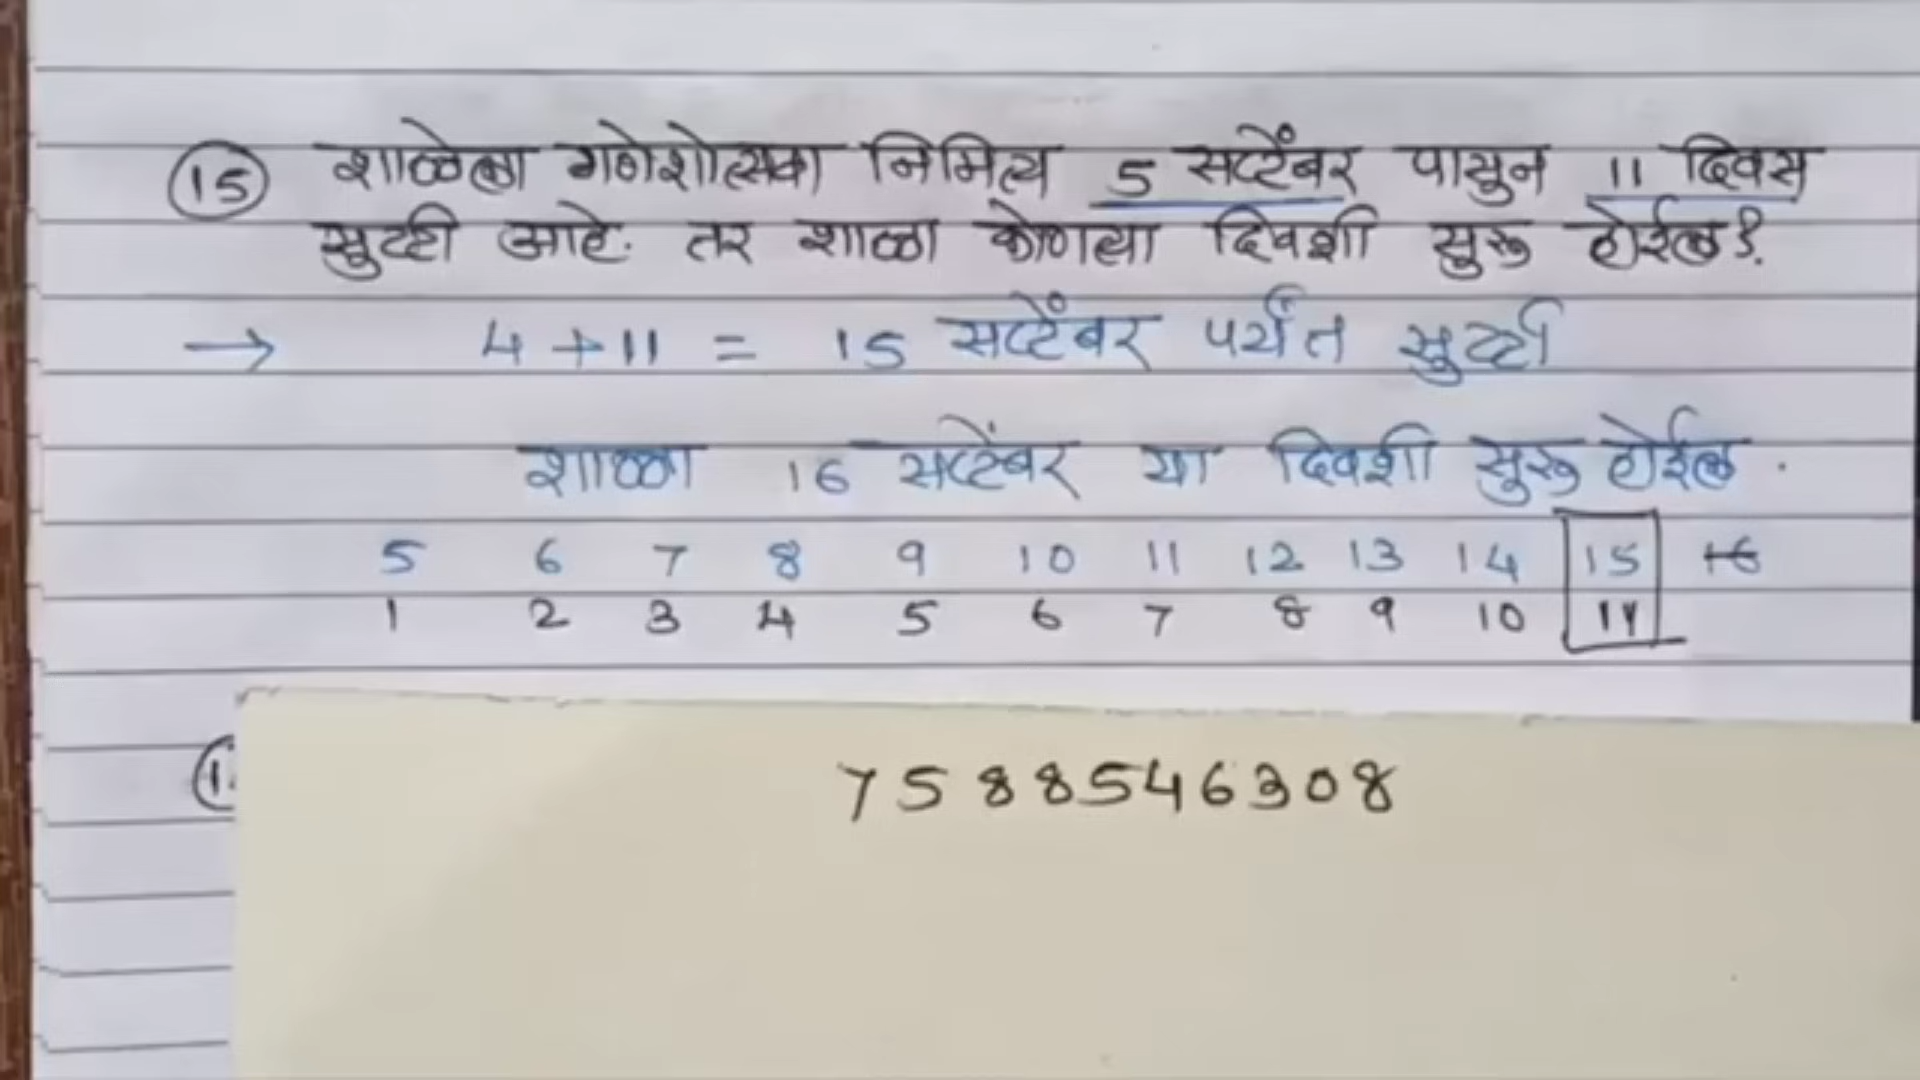 (15) शाळेला गणेशोत्सवा निमित्य 5 सप्टेंबर पासुन 11 दिवस
सुट्टी आहे. तर शाळा कोणत्या दिवशी सुरु होईल?
→ 4 + 11 = 15 सप्टेंबर पर्यंत सुट्टी
शाळा 16 सप्टेंबर या दिवशी सुरु होईल.
5 6 7 8 9 10 11 12 13 14 15 16
1 2 3 4 5 6 7 8 9 10 11
7588546308